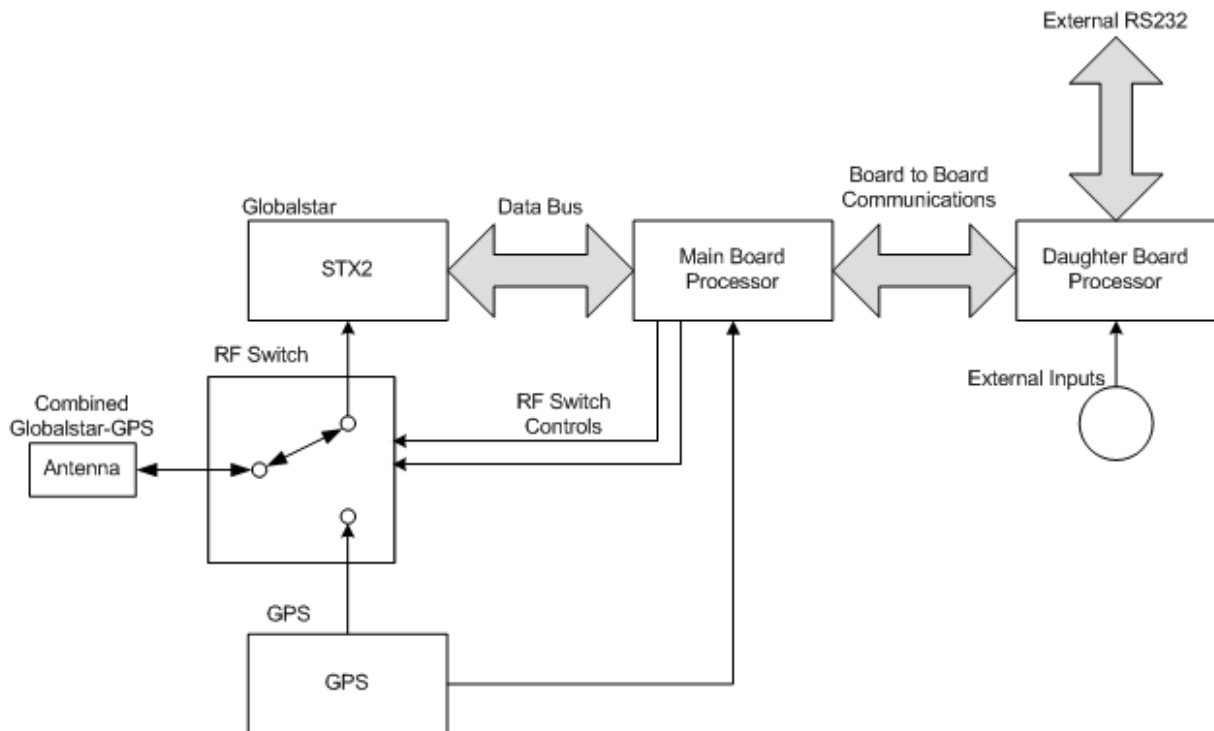 External RS232
Board to Board
Communications
Globalstar
Data Bus
STX2
Main Board
Processor
Daughter Board
Processor
RF Switch
External Inputs
Combined
Globalstar-GPS
RF Switch
Controls
Antenna
GPS
GPS